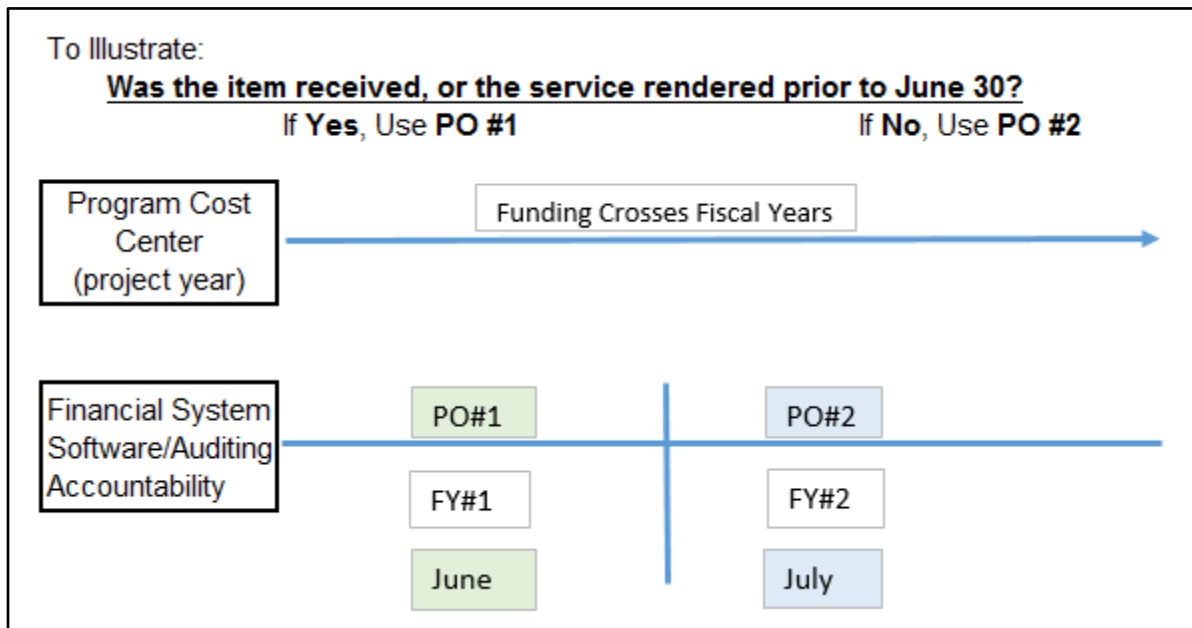 To Illustrate:
Was the item received, or the service rendered prior to June 30?
If Yes, Use PO #1
If No, Use PO #2
Program Cost
Center
(project year)
Funding Crosses Fiscal Years
Financial System
Software/Auditing
Accountability
PO#1
PO#2
FY#1
FY#2
June
July